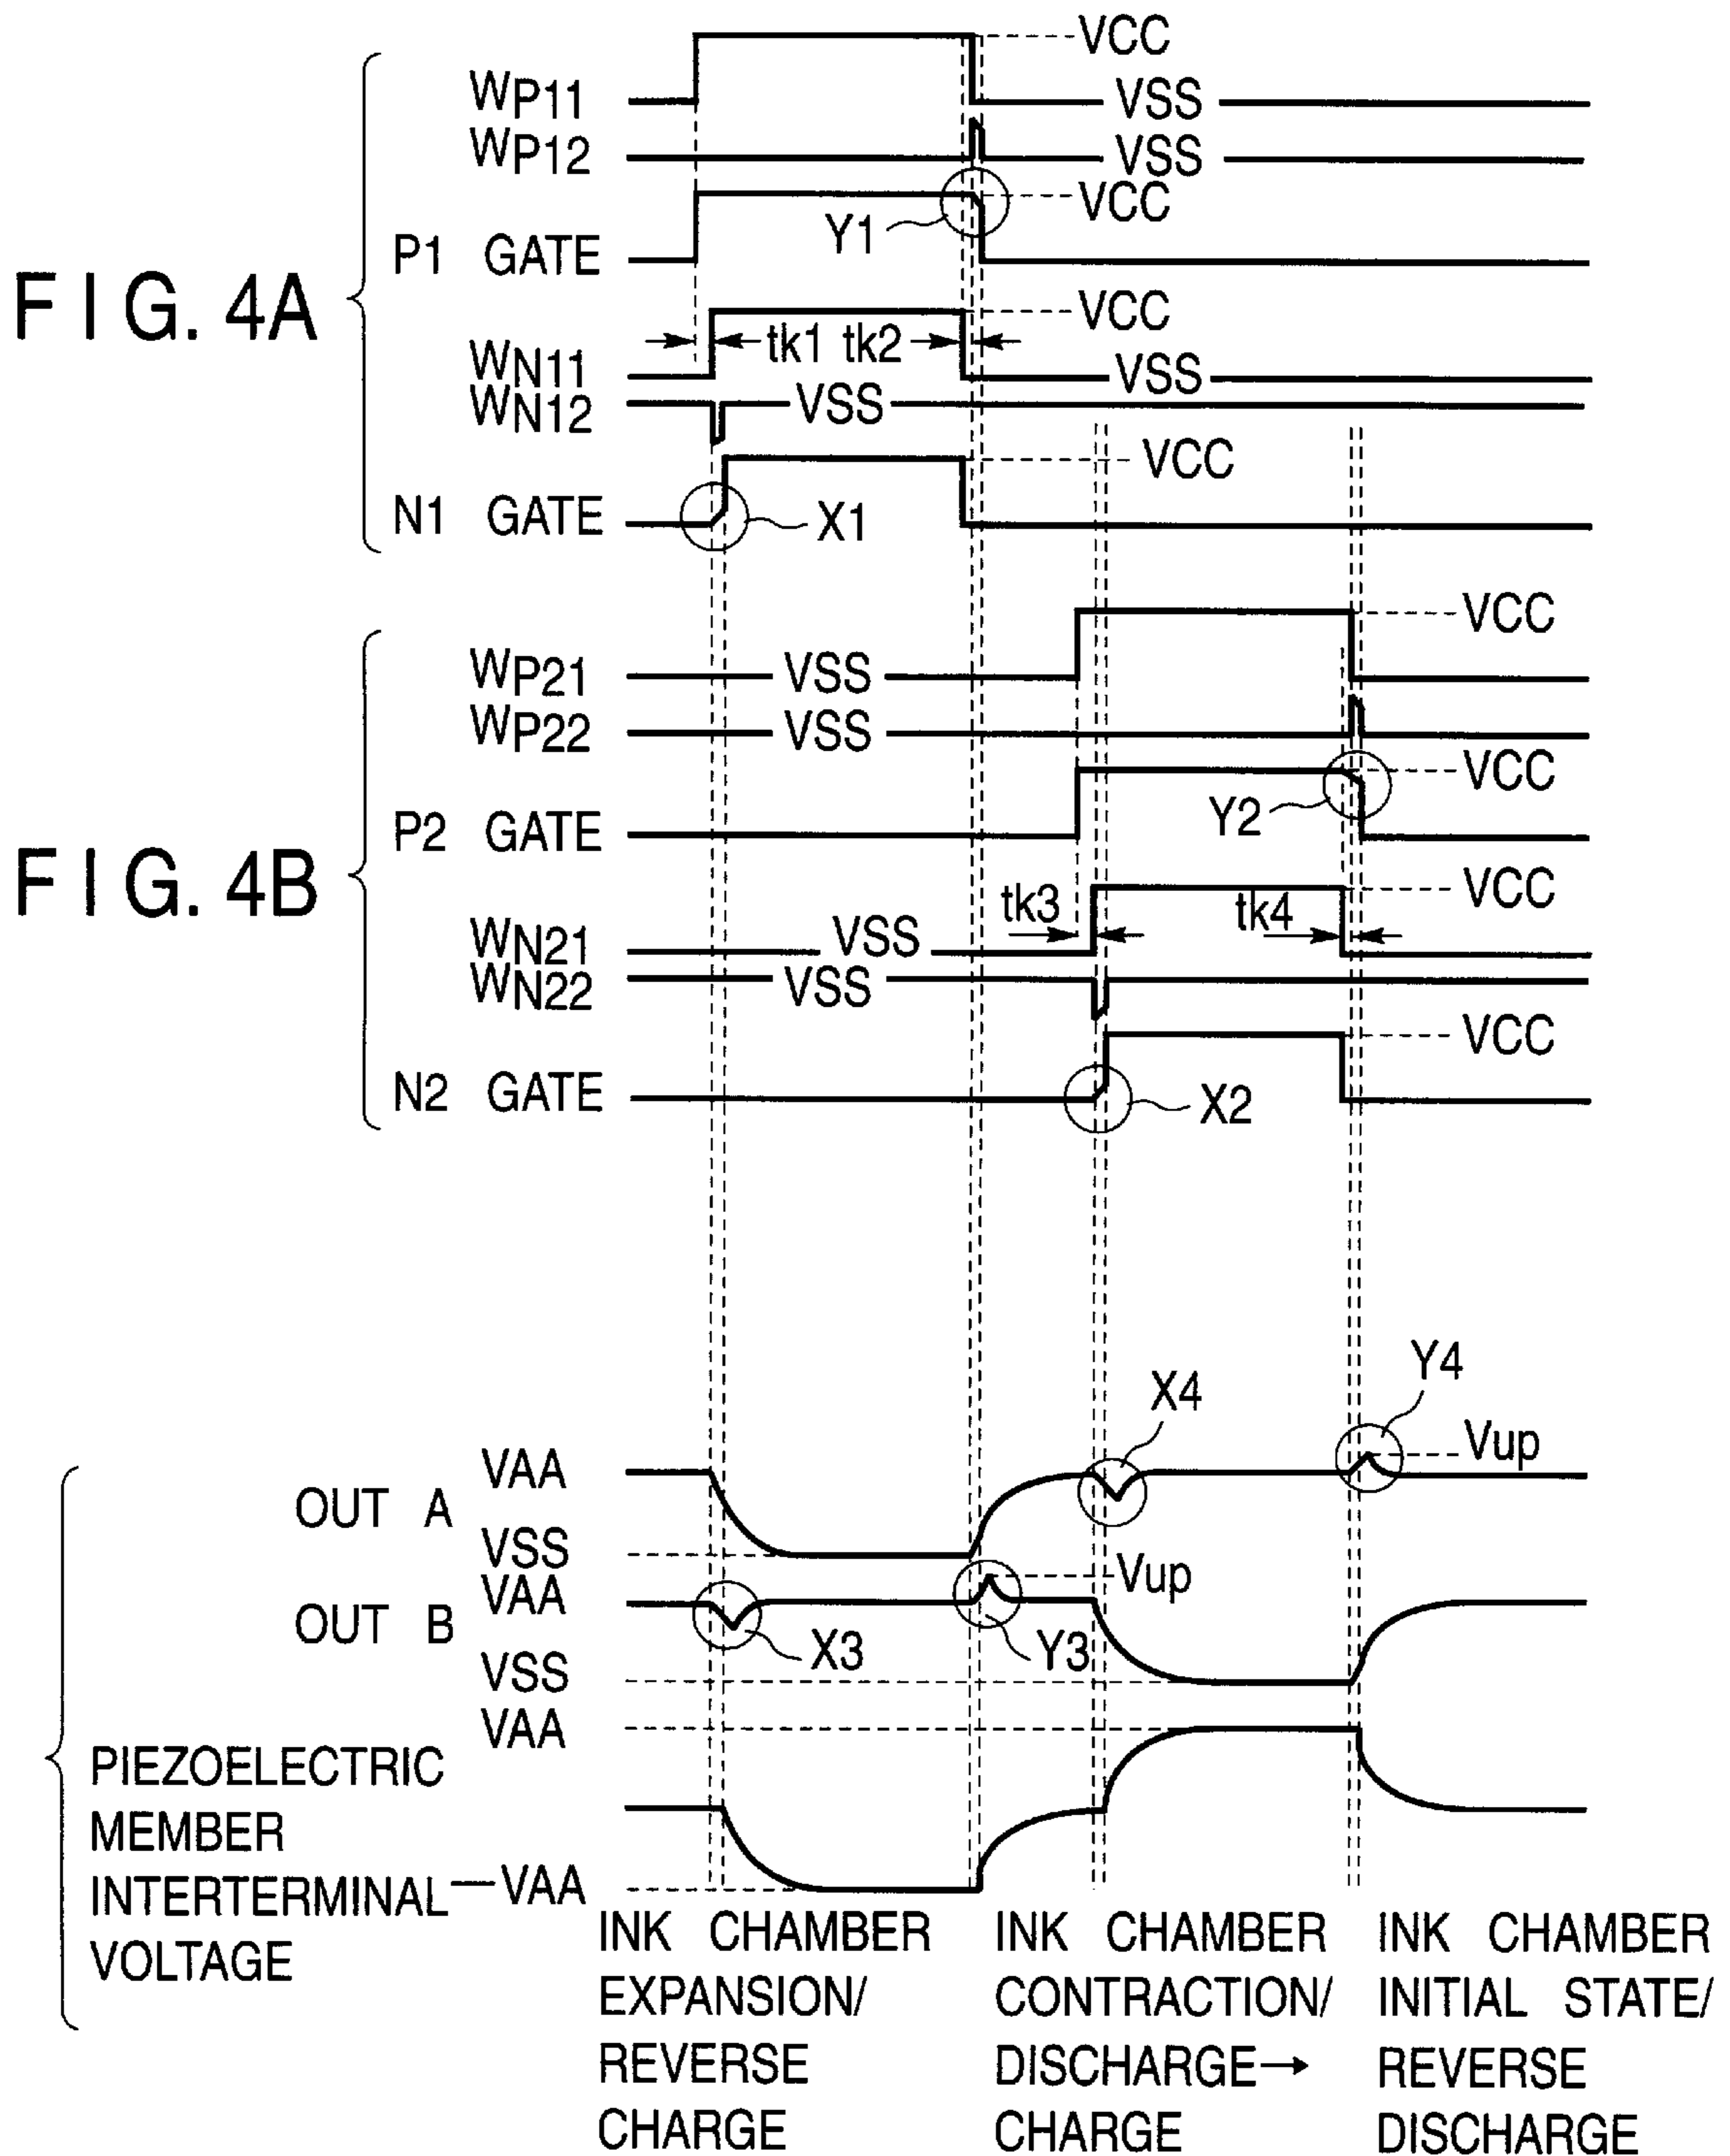 FIG. 4A
WP11 VCC VSS
WP12 VSS
P1 GATE Y1 VCC
WN11 tk1 tk2 VCC VSS
WN12 VSS
N1 GATE X1 VCC
FIG. 4B
WP21 VSS VCC
WP22 VSS
P2 GATE Y2 VCC
WN21 VSS tk3 tk4 VCC
WN22 VSS
N2 GATE X2 VCC
OUT A VAA VSS X4 Y4 Vup
OUT B VAA VSS X3 Y3 Vup
PIEZOELECTRIC
MEMBER
INTERTERMINAL
VOLTAGE
VAA
—VAA
INK CHAMBER
EXPANSION/
REVERSE
CHARGE
INK CHAMBER
CONTRACTION/
DISCHARGE→
CHARGE
INK CHAMBER
INITIAL STATE/
REVERSE
DISCHARGE